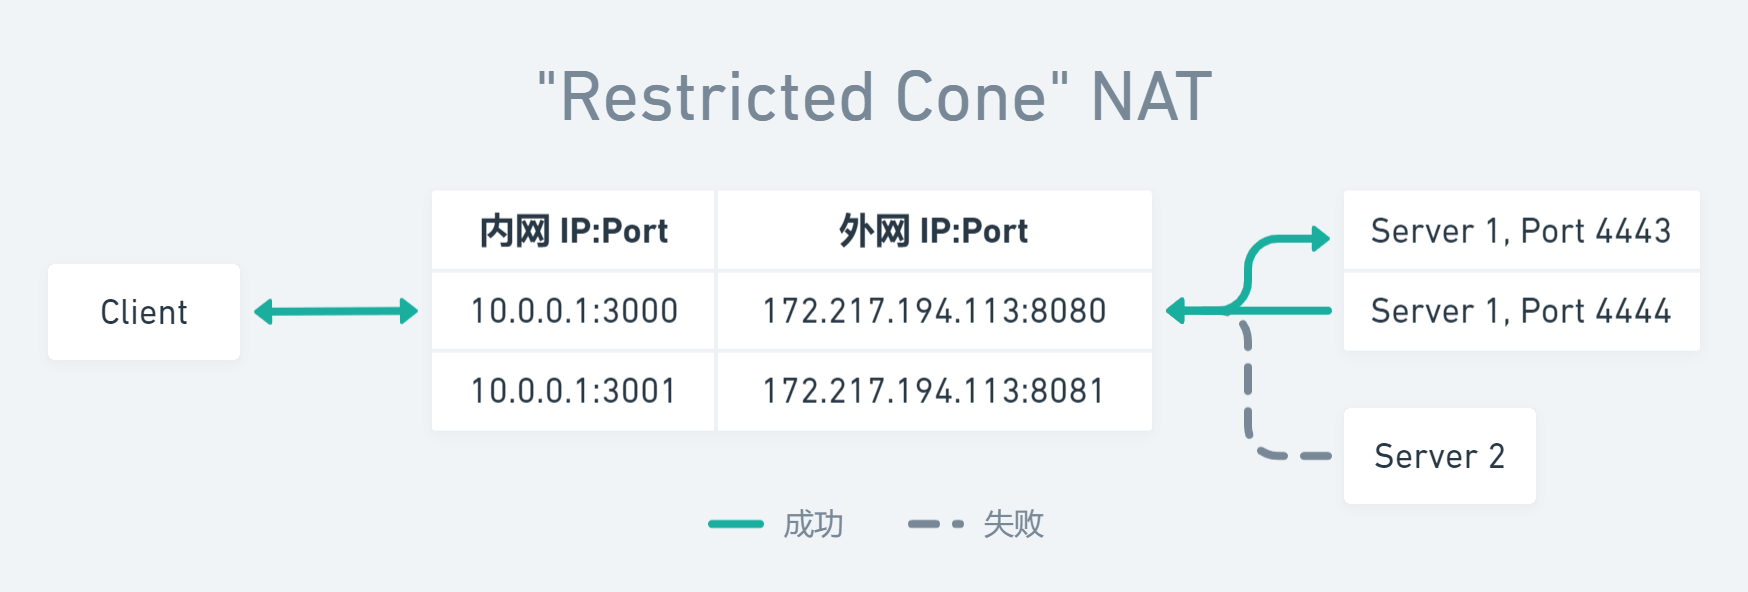 "Restricted Cone" NAT
内网 IP:Port
外网 IP:Port
Server 1, Port 4443
Client
10.0.0.1:3000
172.217.194.113:8080
Server 1, Port 4444
10.0.0.1:3001
172.217.194.113:8081
Server 2
成功
失败